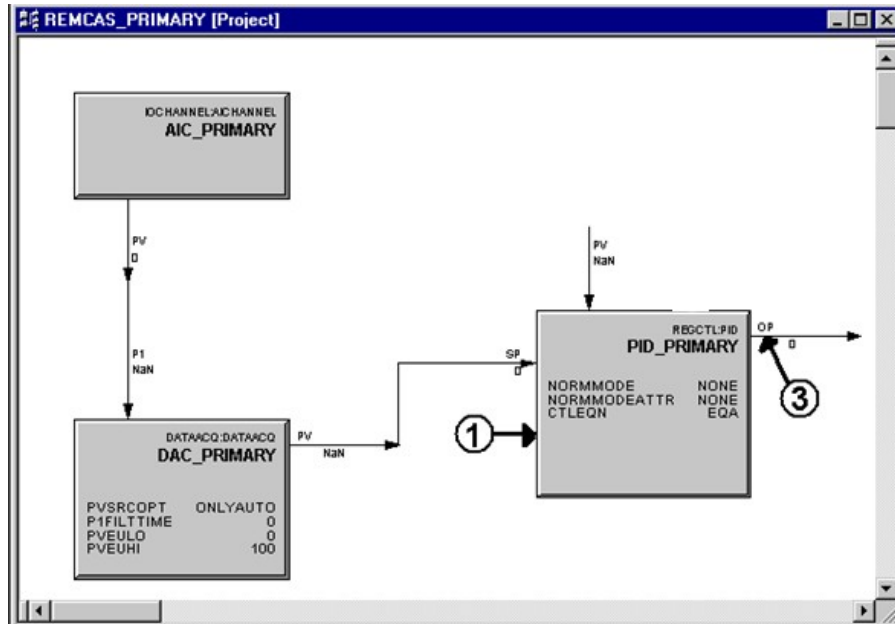 REMCAS_PRIMARY [Project]
IOCHANNEL:AICHANNEL
AIC_PRIMARY
PV
0
P1
NaN
DATAACQ:DATAACQ
DAC_PRIMARY
PVSRCOPT ONLYAUTO
P1FILTTIME 0
PVEULO 0
PVEUHI 100
PV
NaN
SP
0
PV
NaN
REGCTL:PID
PID_PRIMARY
NORMMODE NONE
NORMMODEATTR NONE
CTLEQN EQA
OP
0
1
3